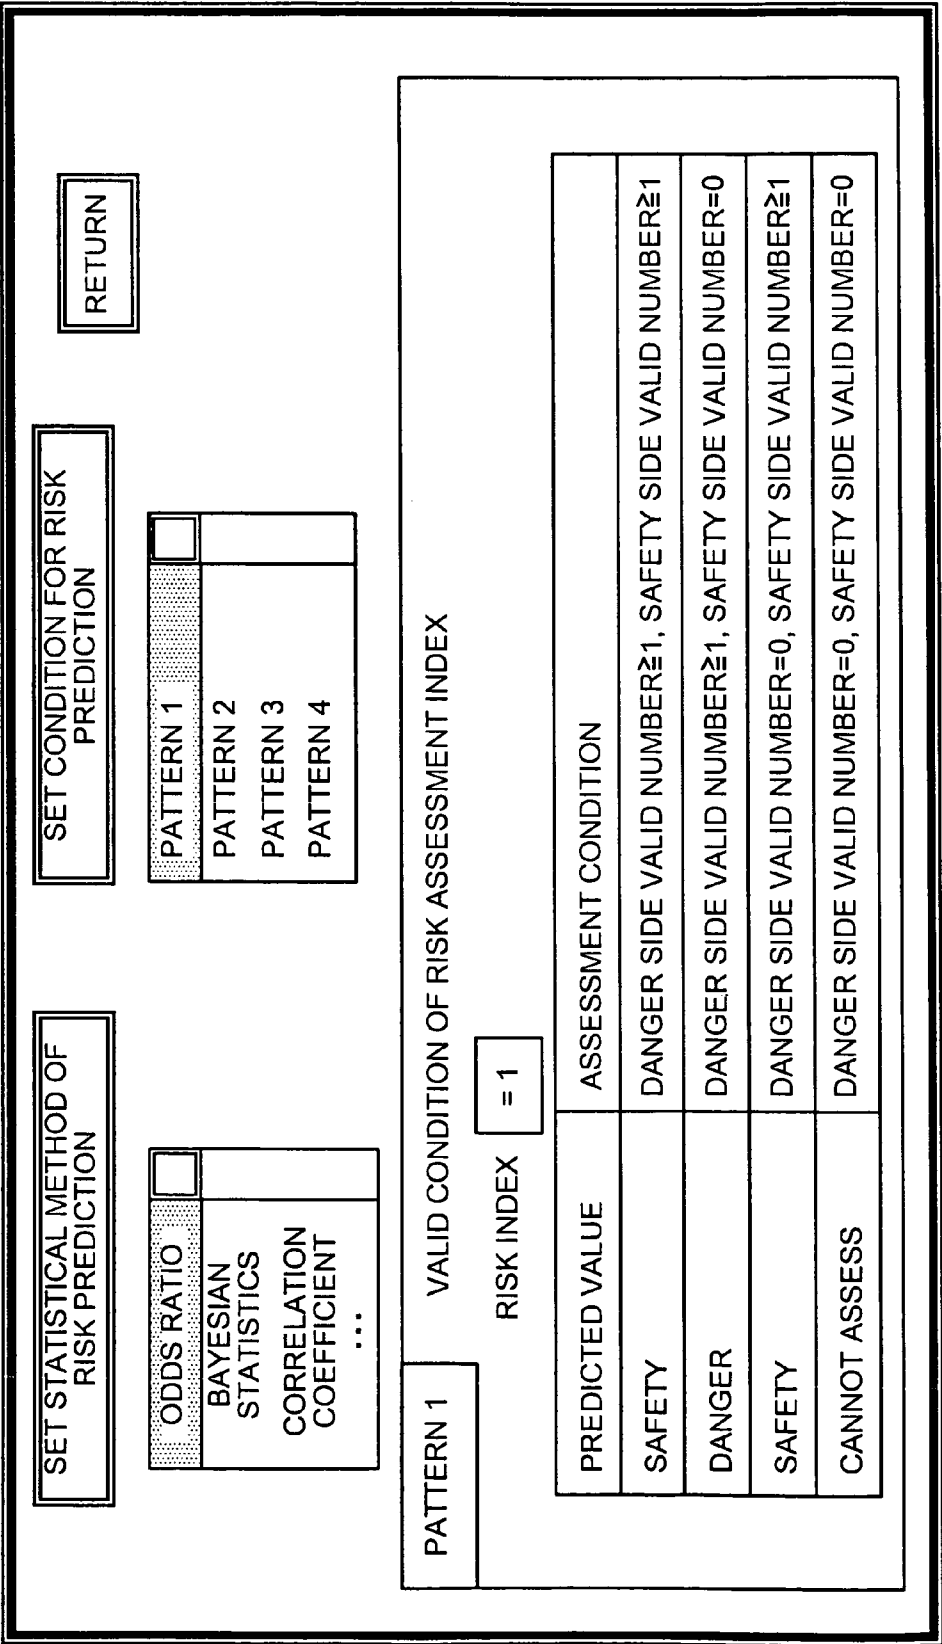 SET STATISTICAL METHOD OF
RISK PREDICTION
SET CONDITION FOR RISK
PREDICTION
RETURN
ODDS RATIO
BAYESIAN
STATISTICS
CORRELATION
COEFFICIENT
...
PATTERN 1
PATTERN 2
PATTERN 3
PATTERN 4
PATTERN 1
VALID CONDITION OF RISK ASSESSMENT INDEX
RISK INDEX = 1
PREDICTED VALUE ASSESSMENT CONDITION
SAFETY DANGER SIDE VALID NUMBER≧1, SAFETY SIDE VALID NUMBER≧1
DANGER DANGER SIDE VALID NUMBER≧1, SAFETY SIDE VALID NUMBER=0
SAFETY DANGER SIDE VALID NUMBER=0, SAFETY SIDE VALID NUMBER≧1
CANNOT ASSESS DANGER SIDE VALID NUMBER=0, SAFETY SIDE VALID NUMBER=0